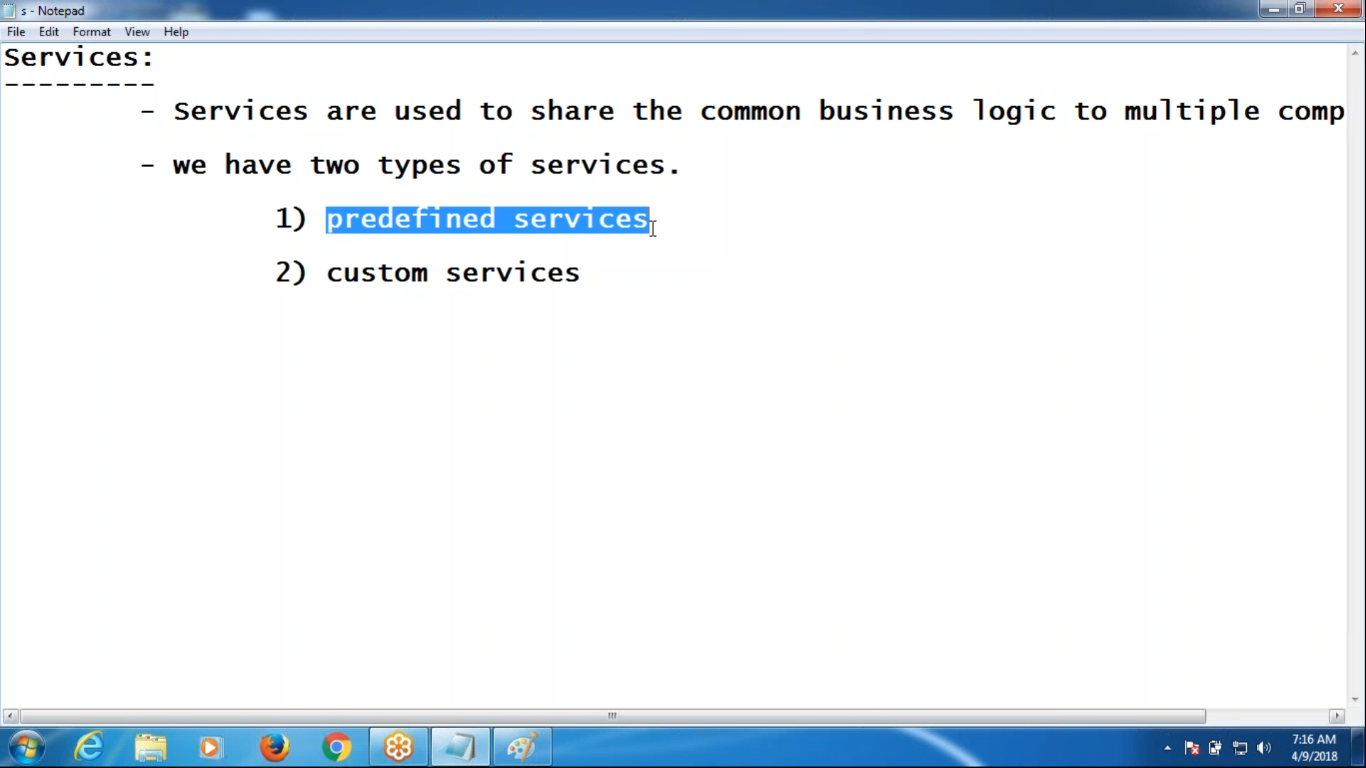 s - Notepad
File Edit Format View Help
Services:
---------
- Services are used to share the common business logic to multiple comp
- we have two types of services.
1) predefined services
2) custom services
7:16 AM
4/9/2018